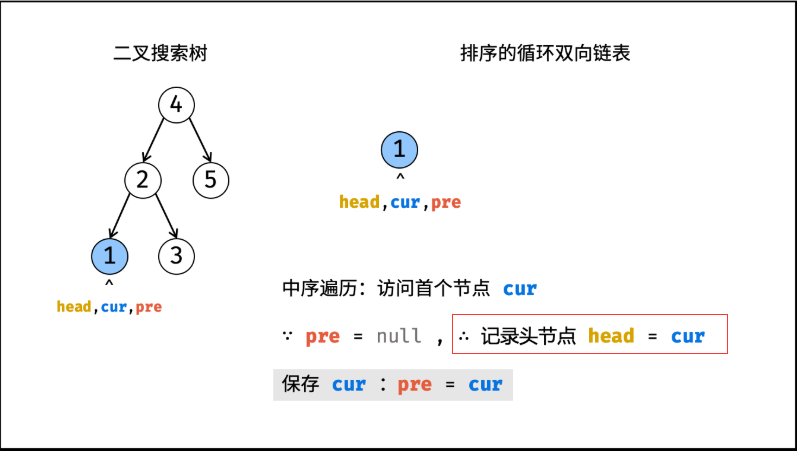 二叉搜索树
排序的循环双向链表
4
2 5
1 3
^
head,cur,pre
1
^
head,cur,pre
中序遍历：访问首个节点 cur
∵ pre = null ，∴ 记录头节点 head = cur
保存 cur ：pre = cur